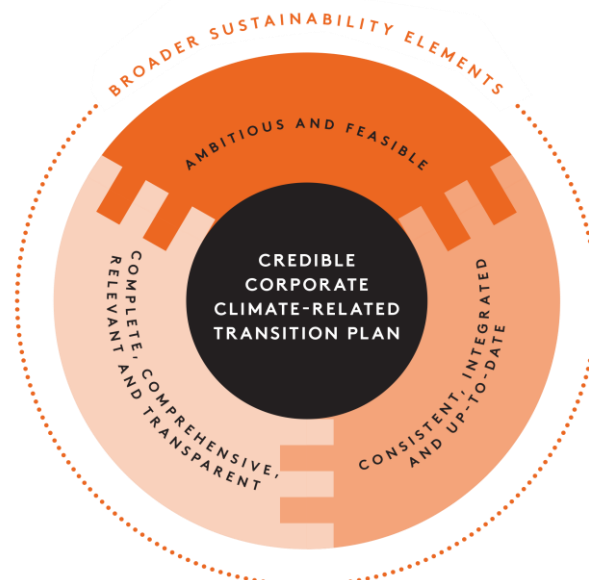 BROADER SUSTAINABILITY ELEMENTS
AMBITIOUS AND FEASIBLE
CREDIBLE
CORPORATE
CLIMATE-RELATED
TRANSITION PLAN
COMPLETE, COMPREHENSIVE,
RELEVANT AND TRANSPARENT
CONSISTENT, INTEGRATED
AND UP-TO-DATE